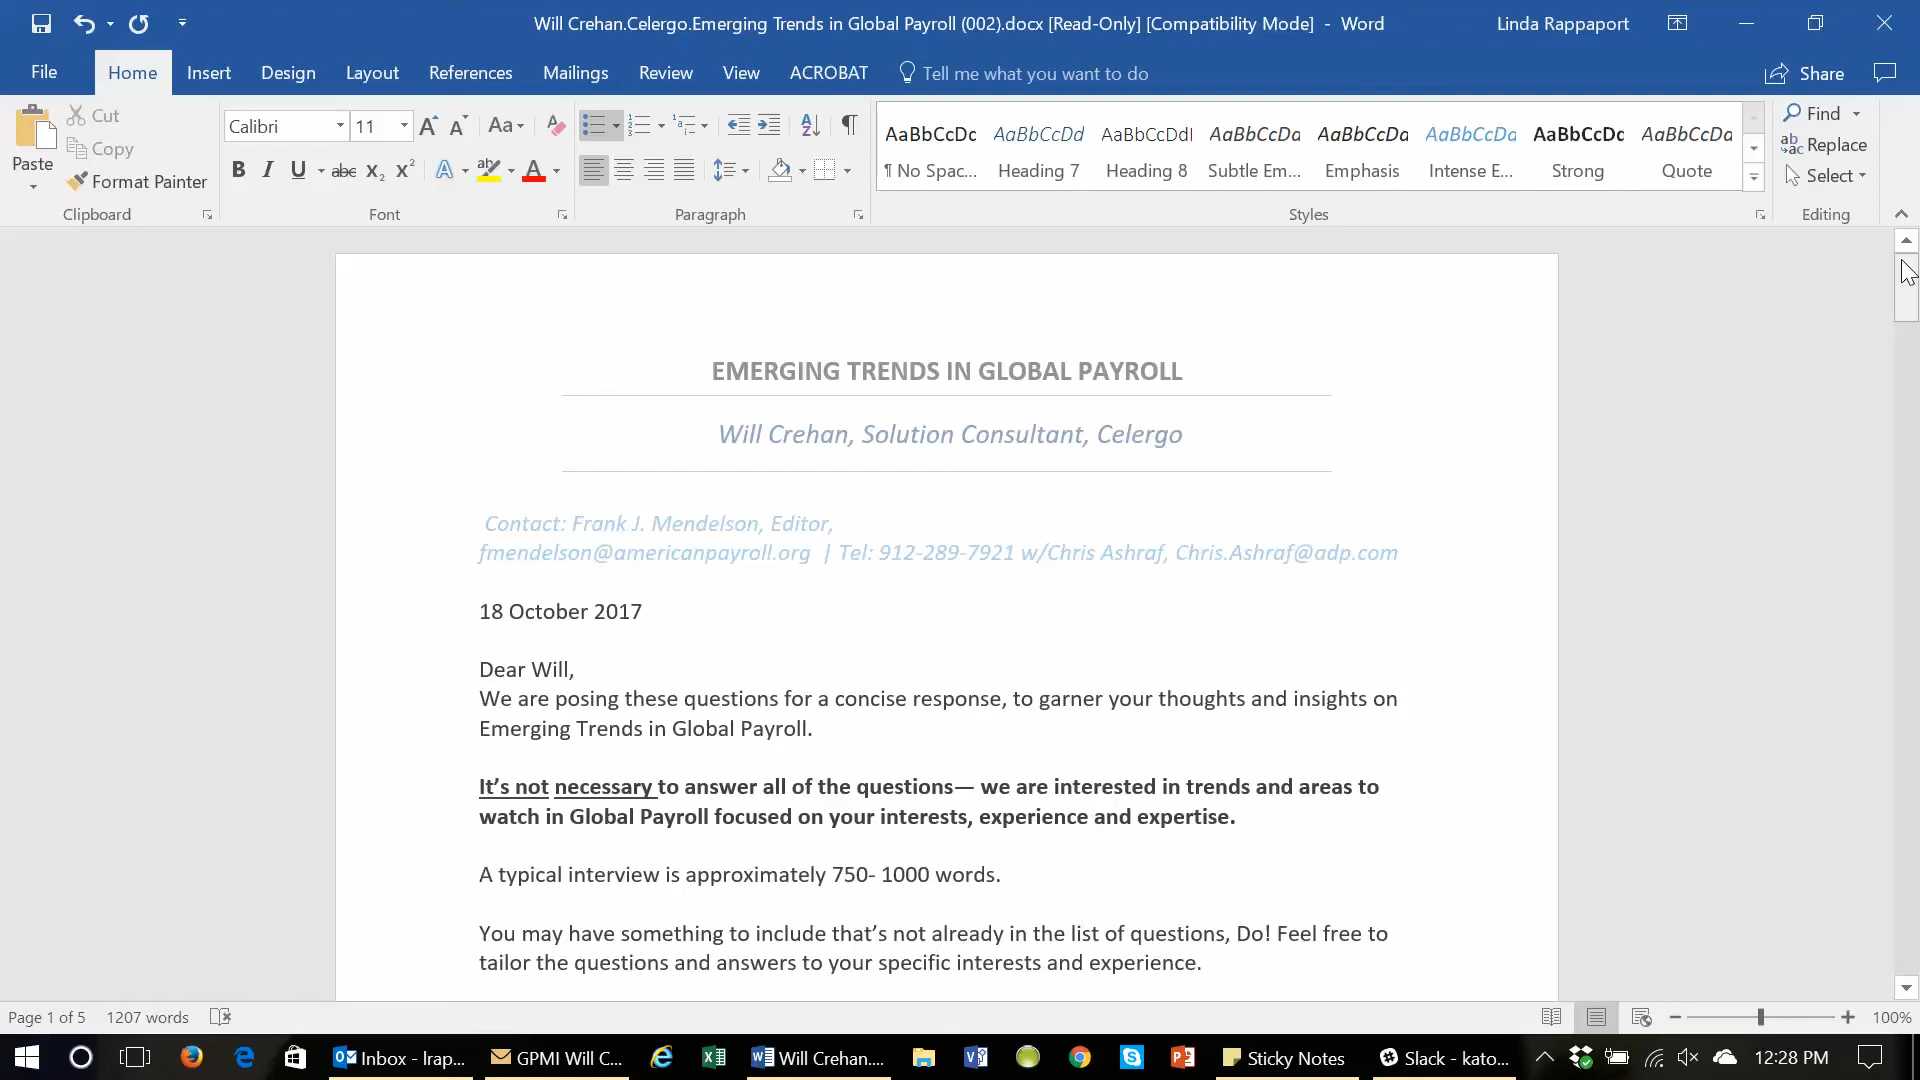 Will Crehan.Celergo.Emerging Trends in Global Payroll (002).docx [Read-Only] [Compatibility Mode] - Word
Linda Rappaport
File Home Insert Design Layout References Mailings Review View ACROBAT Tell me what you want to do
Share
Paste
Cut
Copy
Format Painter
Clipboard
Calibri 11
Font
Paragraph
AaBbCcDc AaBbCcDd AaBbCcDdI AaBbCcDa AaBbCcDa AaBbCcDa AaBbCcDc AaBbCcDa
¶ No Spac... Heading 7 Heading 8 Subtle Em... Emphasis Intense E... Strong Quote
Styles
Find
Replace
Select
Editing
EMERGING TRENDS IN GLOBAL PAYROLL
Will Crehan, Solution Consultant, Celergo
Contact: Frank J. Mendelson, Editor,
fmendelson@americanpayroll.org | Tel: 912-289-7921 w/Chris Ashraf, Chris.Ashraf@adp.com
18 October 2017
Dear Will,
We are posing these questions for a concise response, to garner your thoughts and insights on
Emerging Trends in Global Payroll.
It’s not necessary to answer all of the questions— we are interested in trends and areas to
watch in Global Payroll focused on your interests, experience and expertise.
A typical interview is approximately 750- 1000 words.
You may have something to include that’s not already in the list of questions, Do! Feel free to
tailor the questions and answers to your specific interests and experience.
Page 1 of 5 1207 words
100%
Inbox - lrap... GPMI Will C... Will Crehan.... Sticky Notes Slack - kato... 12:28 PM